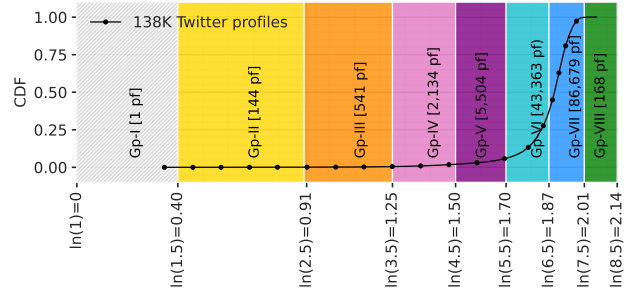 138K Twitter profiles
CDF
1.00
0.75
0.50
0.25
0.00
Gp-I [1 pf]
Gp-II [144 pf]
Gp-III [541 pf]
Gp-IV [2,134 pf]
Gp-V [5,504 pf]
Gp-VI [43,363 pf)
Gp-VII [86,679 pf]
Gp-VIII [168 pf]
ln(1)=0
ln(1.5)=0.40
ln(2.5)=0.91
ln(3.5)=1.25
ln(4.5)=1.50
ln(5.5)=1.70
ln(6.5)=1.87
ln(7.5)=2.01
ln(8.5)=2.14